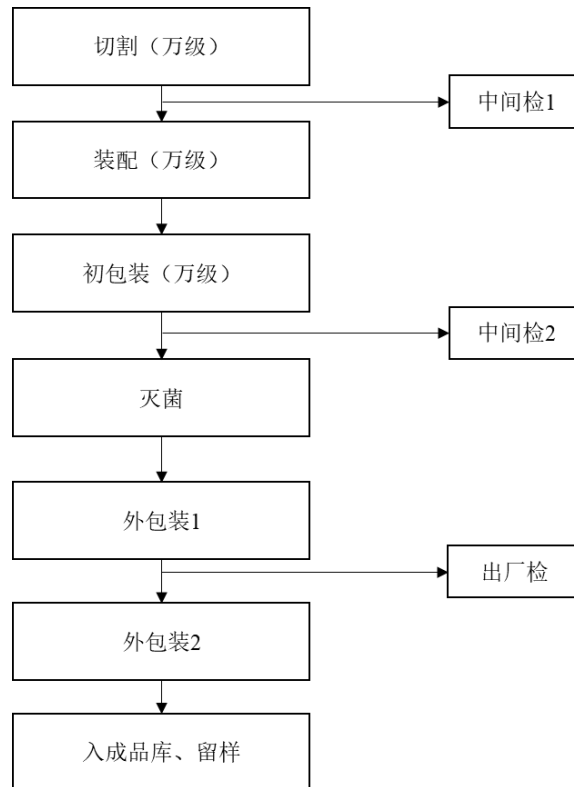 切割（万级）
中间检1
装配（万级）
初包装（万级）
中间检2
灭菌
外包装1
出厂检
外包装2
入成品库、留样